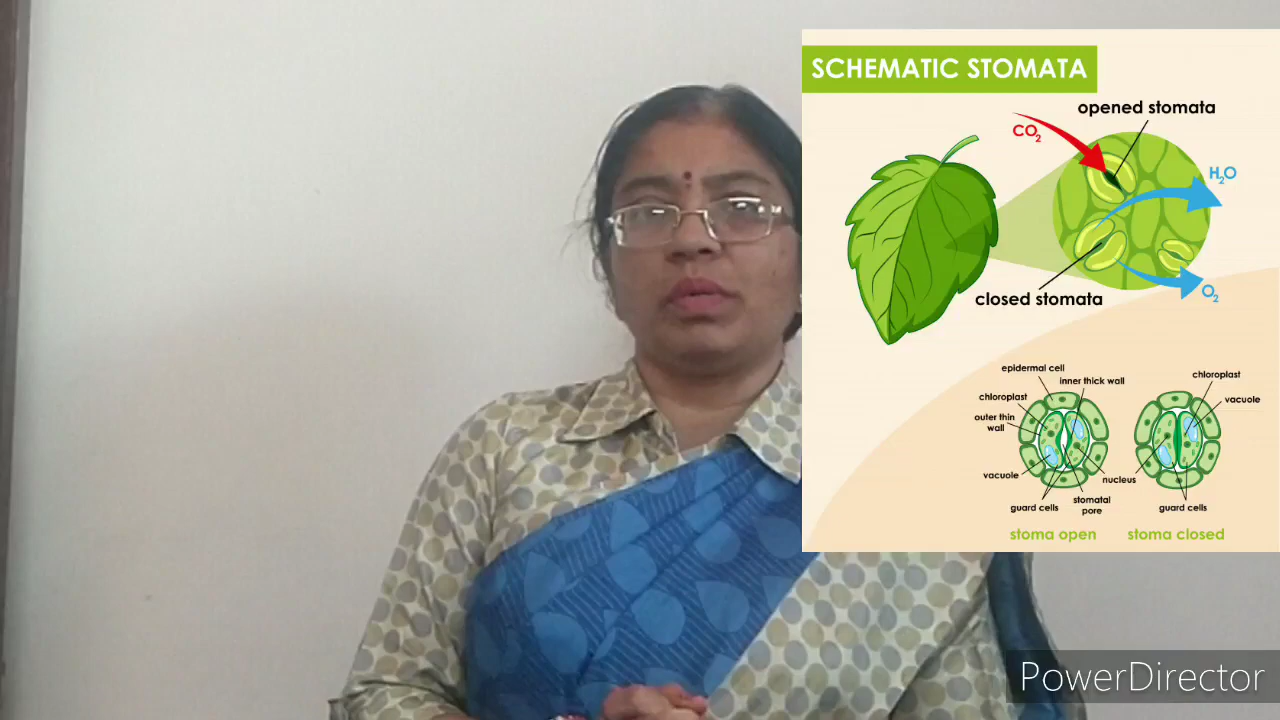 SCHEMATIC STOMATA
opened stomata
CO2
H2O
closed stomata
O2
epidermal cell
inner thick wall
chloroplast
outer thin
wall
vacuole
nucleus
stomatal
pore
guard cells
stoma open
chloroplast
vacuole
guard cells
stoma closed
PowerDirector